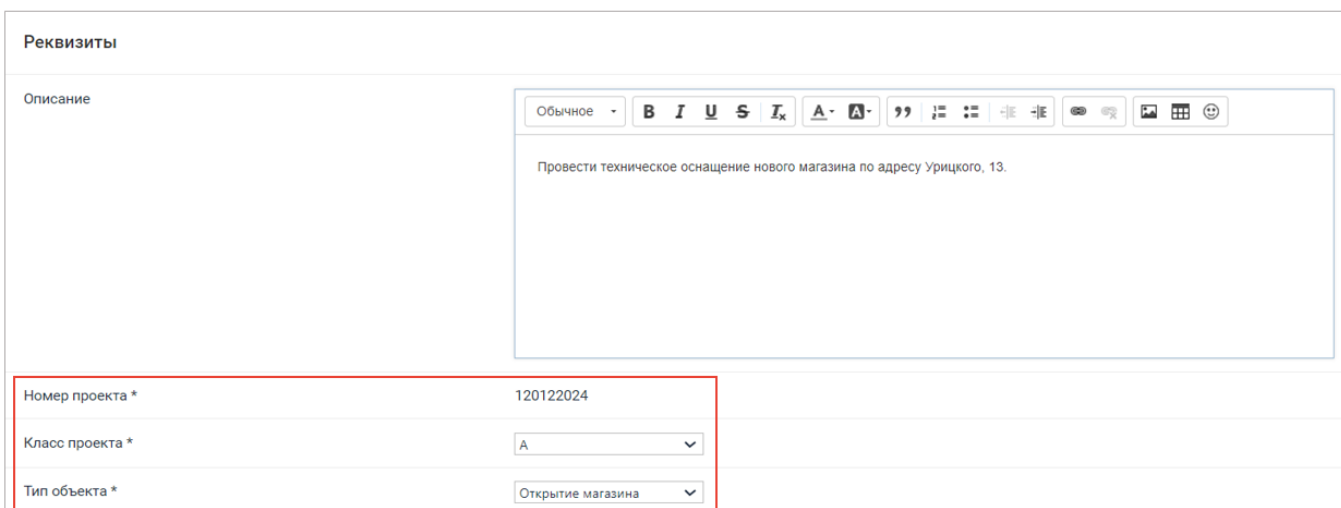 Реквизиты
Описание
Обычное B I U S Ix A A
Провести техническое оснащение нового магазина по адресу Урицкого, 13.
Номер проекта * 120122024
Класс проекта * A
Тип объекта * Открытие магазина